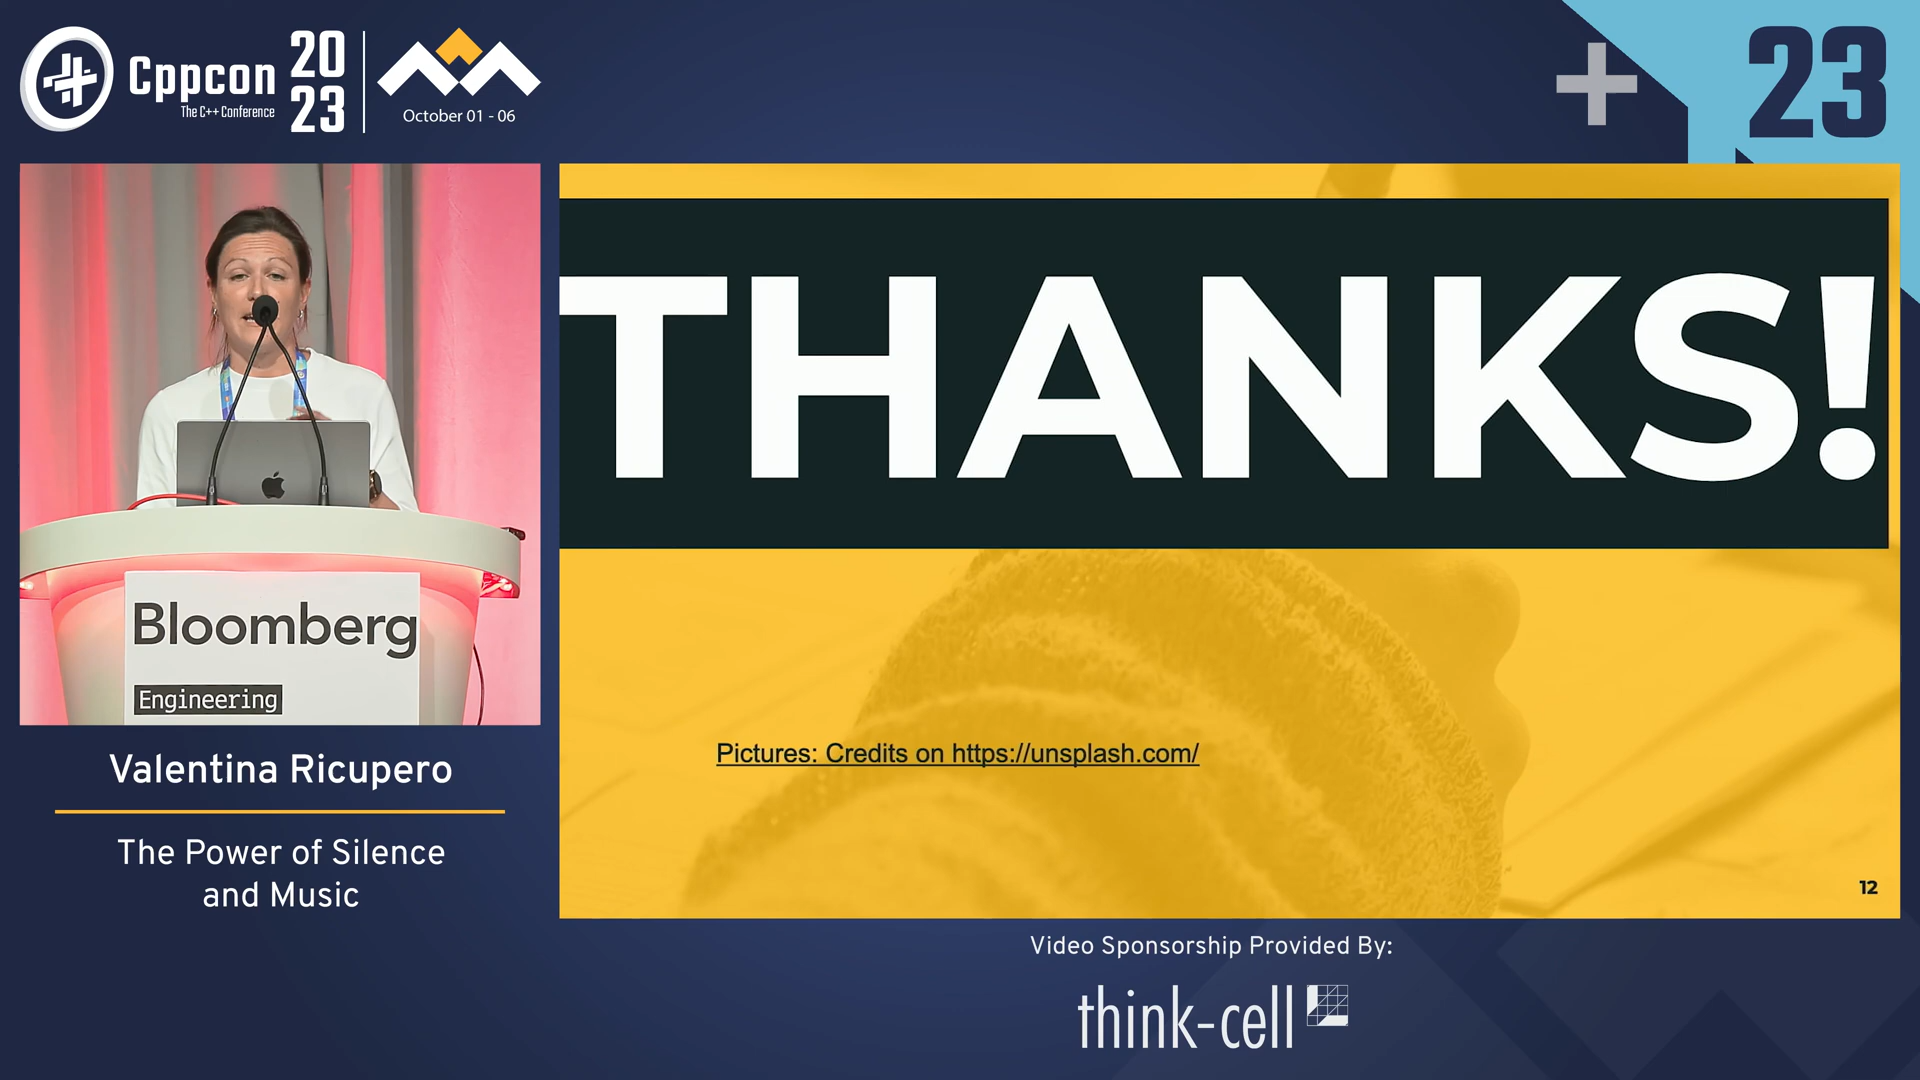 Cppcon
The C++ Conference
20
23
October 01 - 06
23
THANKS!
Pictures: Credits on https://unsplash.com/
12
Bloomberg
Engineering
Valentina Ricupero
The Power of Silence
and Music
Video Sponsorship Provided By:
think-cell